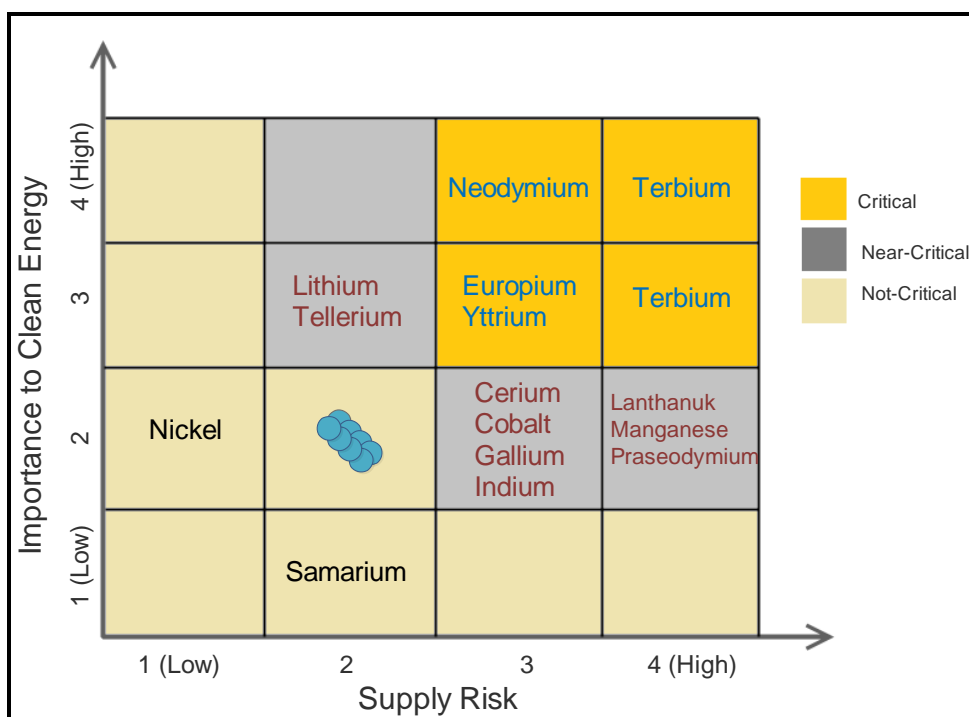 Importance to Clean Energy
4 (High)
3
2
1 (Low)
Neodymium
Terbium
Lithium
Tellerium
Europium
Yttrium
Terbium
Nickel
Cerium
Cobalt
Gallium
Indium
Lanthanuk
Manganese
Praseodymium
Samarium
1 (Low)
2
3
4 (High)
Supply Risk
Critical
Near-Critical
Not-Critical